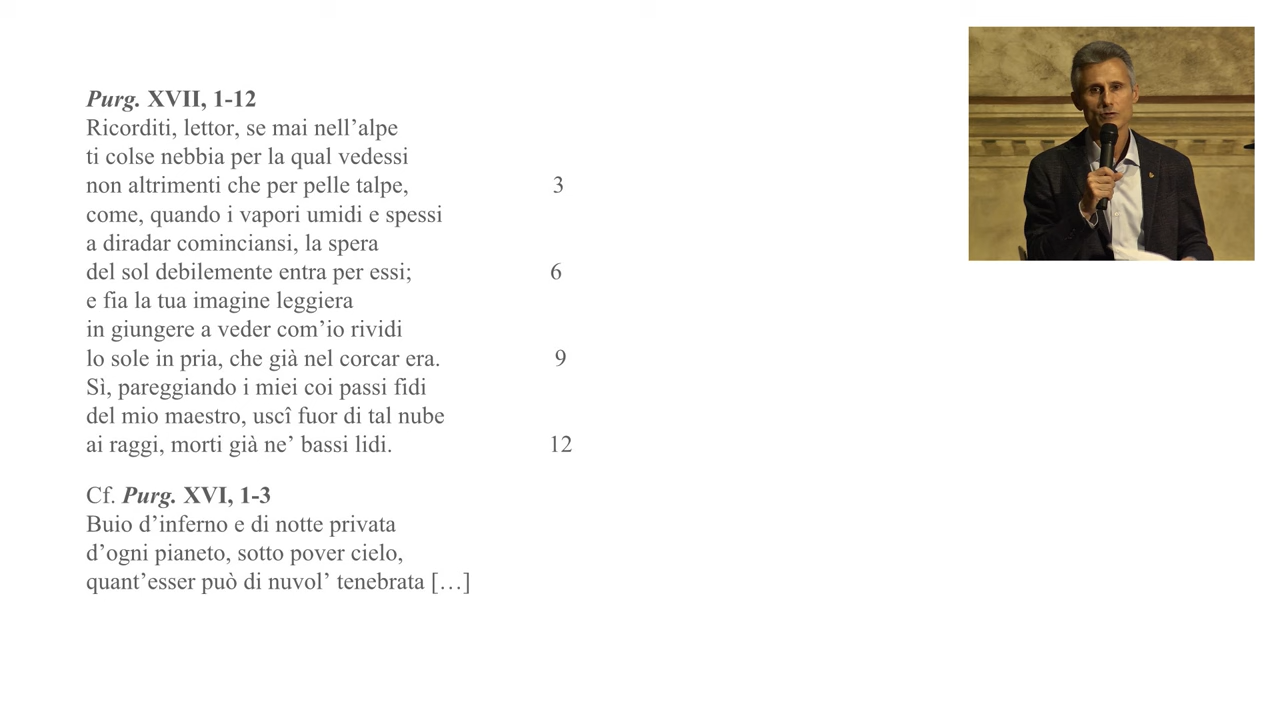 Purg. XVII, 1-12
Ricorditi, lettor, se mai nell’alpe
ti colse nebbia per la qual vedessi
non altrimenti che per pelle talpe, 3
come, quando i vapori umidi e spessi
a diradar cominciansi, la spera
del sol debilemente entra per essi; 6
e fia la tua imagine leggiera
in giungere a veder com’io rividi
lo sole in pria, che già nel corcar era. 9
Sì, pareggiando i miei coi passi fidi
del mio maestro, uscî fuor di tal nube
ai raggi, morti già ne’ bassi lidi. 12
Cf. Purg. XVI, 1-3
Buio d’inferno e di notte privata
d’ogni pianeto, sotto pover cielo,
quant’esser può di nuvol’ tenebrata […]